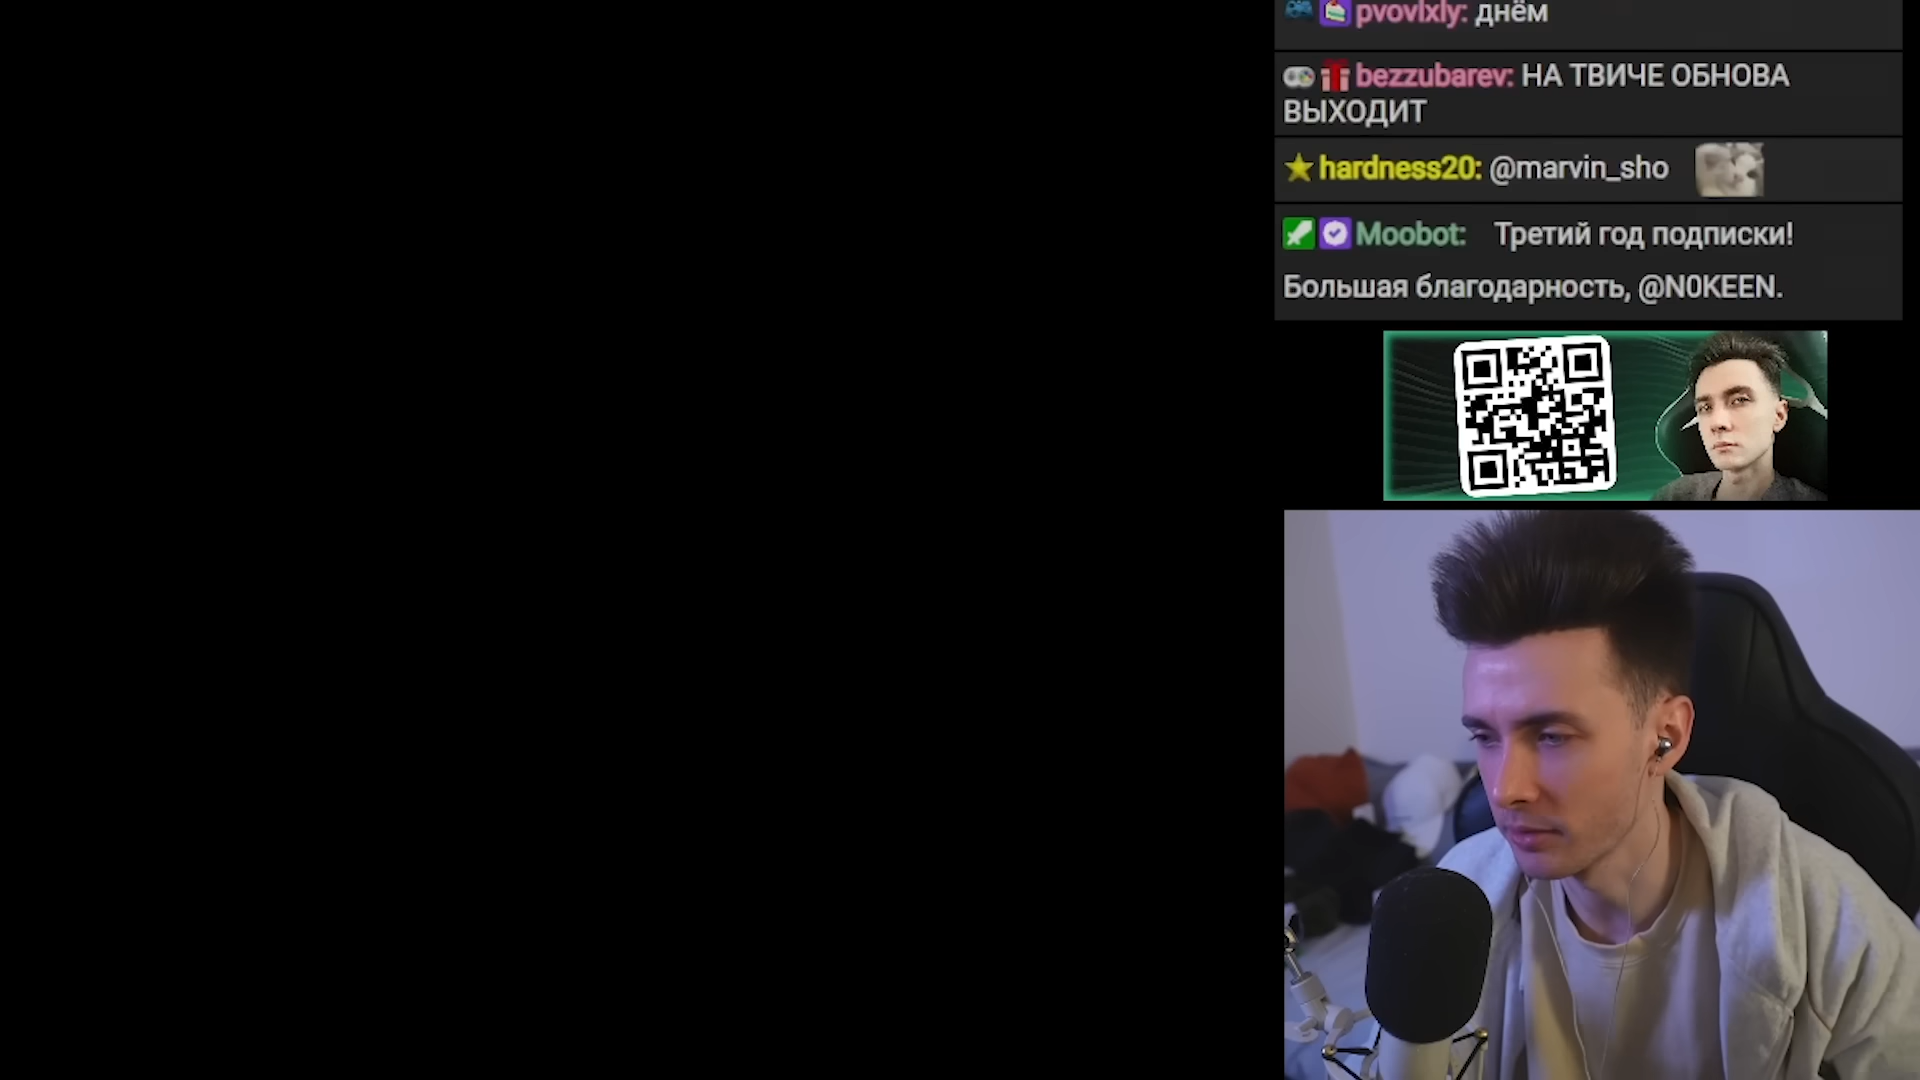 pvovlxly: днём
bezzubarev: НА ТВИЧЕ ОБНОВА
ВЫХОДИТ
hardness20: @marvin_sho
Moobot: Третий год подписки!
Большая благодарность, @N0KEEN.